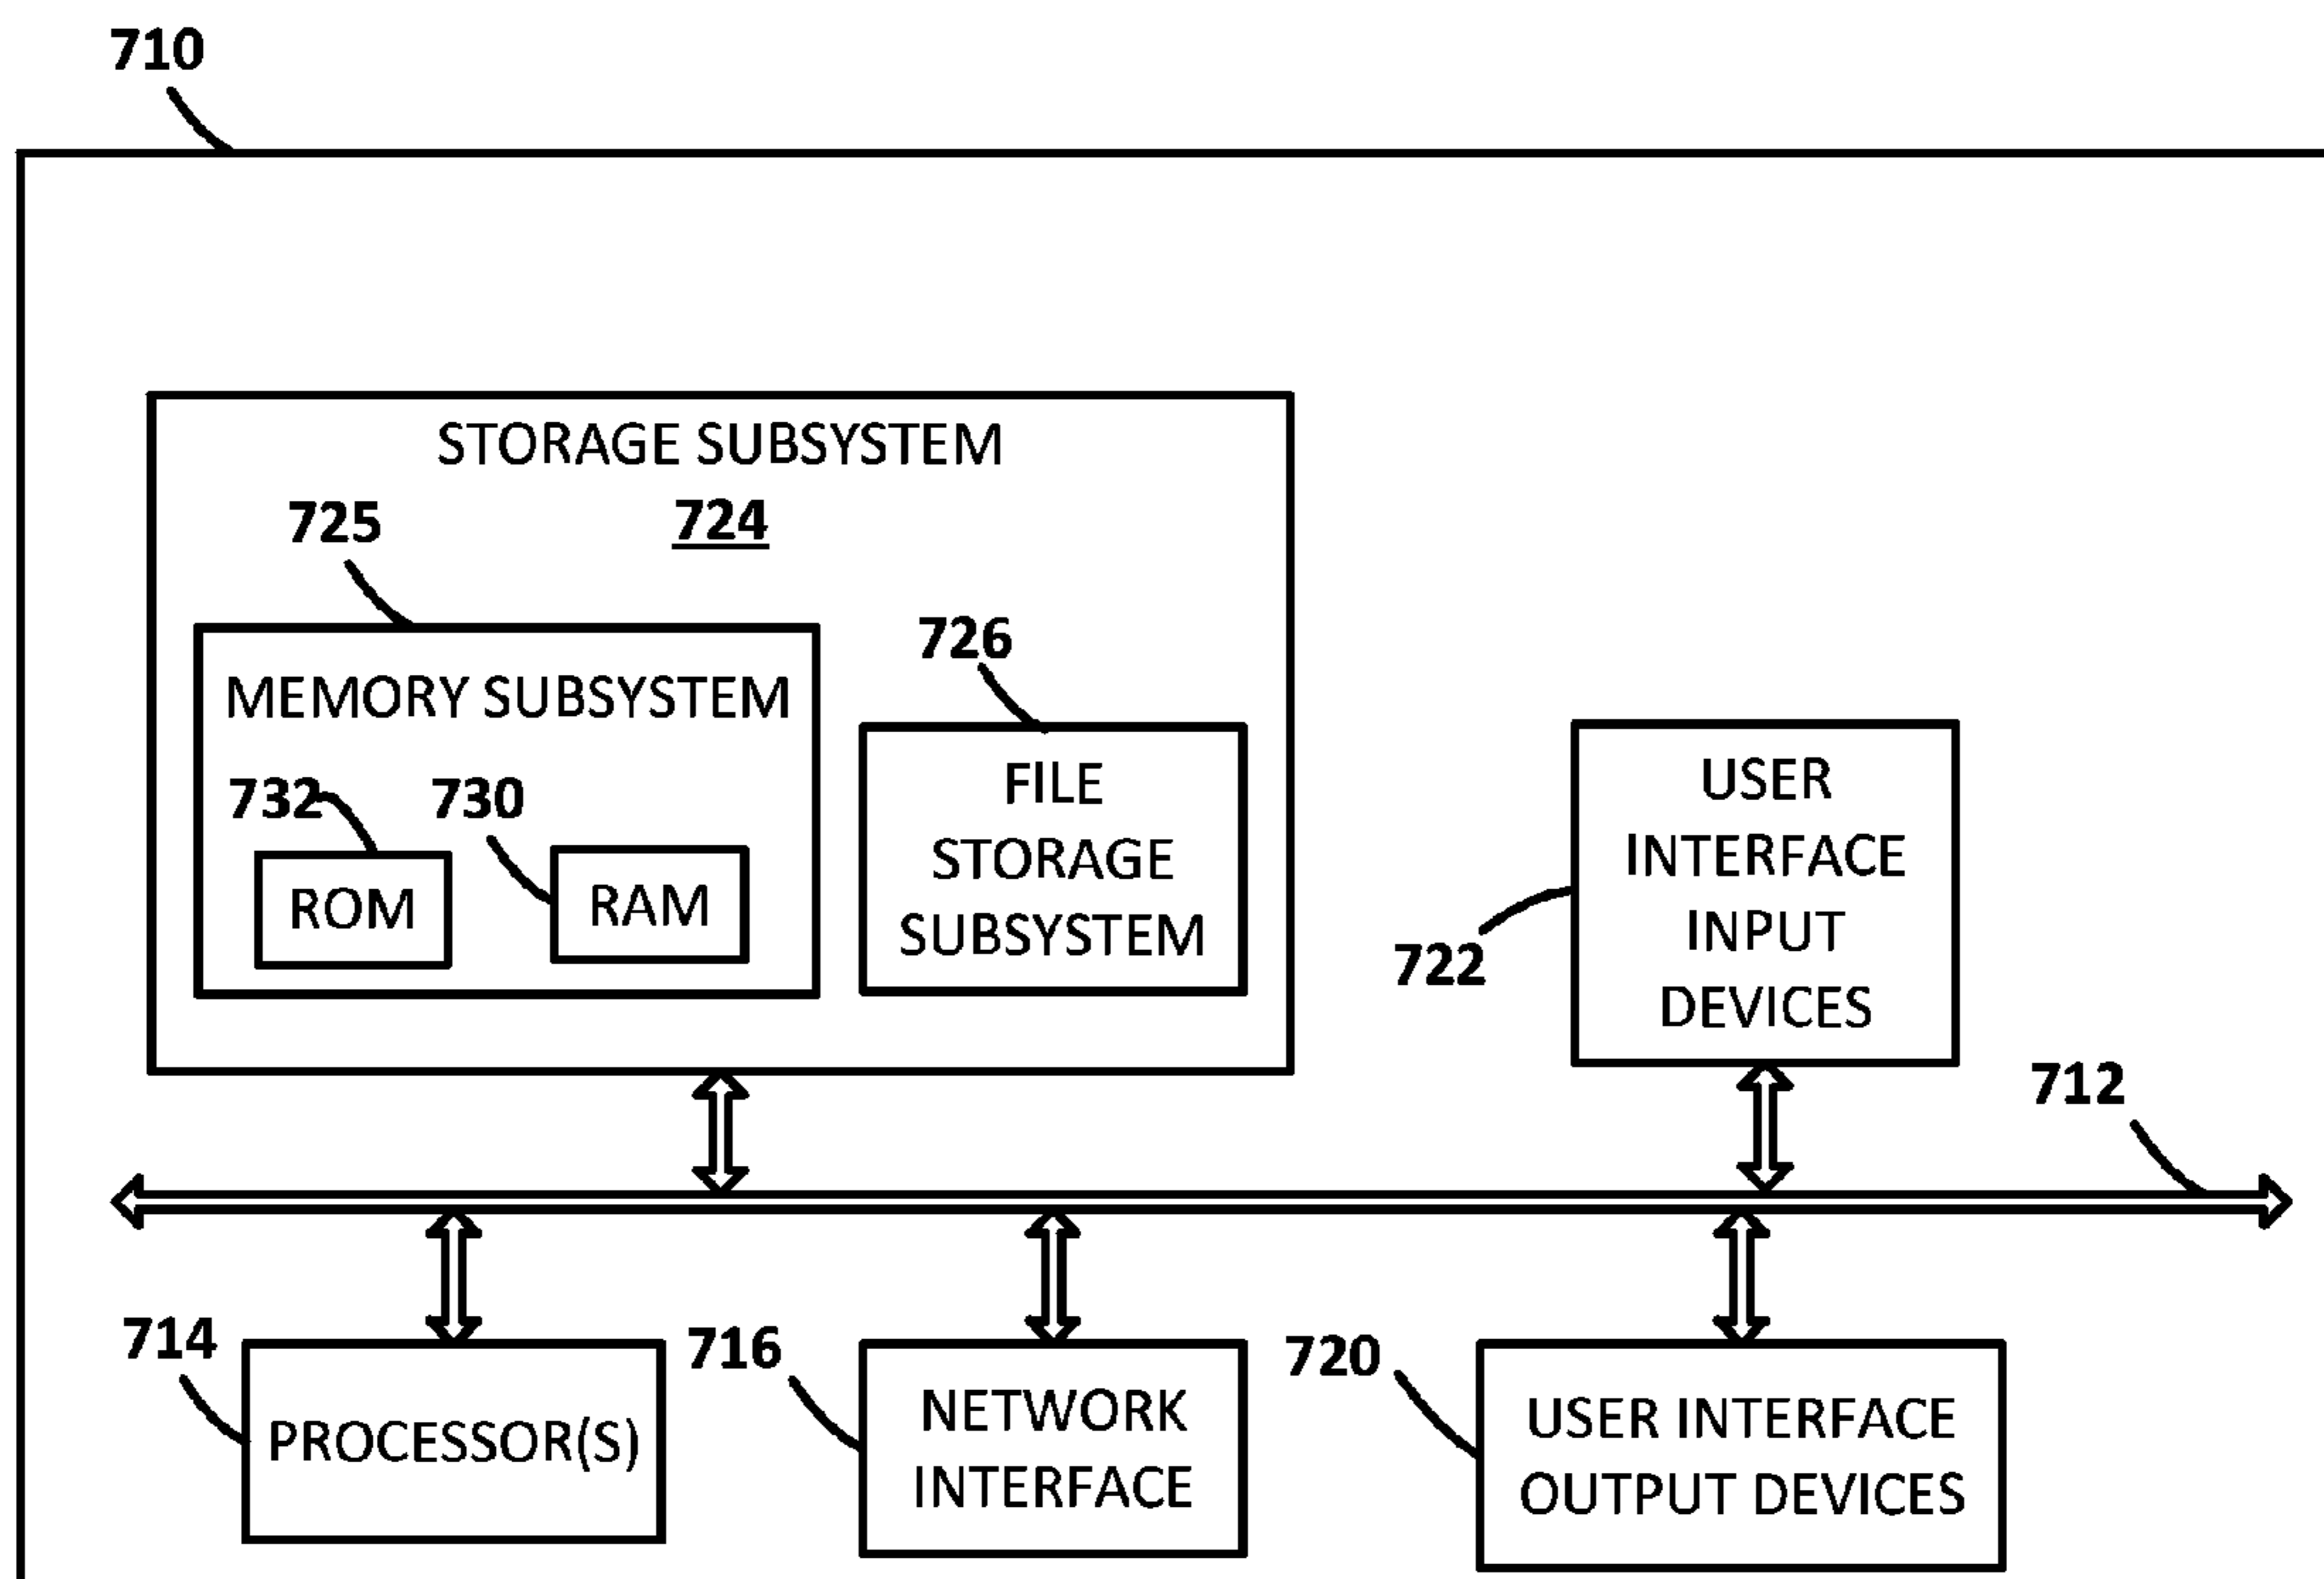 710
STORAGE SUBSYSTEM
724
725
MEMORY SUBSYSTEM
732
730
ROM
RAM
726
FILE
STORAGE
SUBSYSTEM
USER
INTERFACE
INPUT
DEVICES
722
712
714
PROCESSOR(S)
716
NETWORK
INTERFACE
720
USER INTERFACE
OUTPUT DEVICES